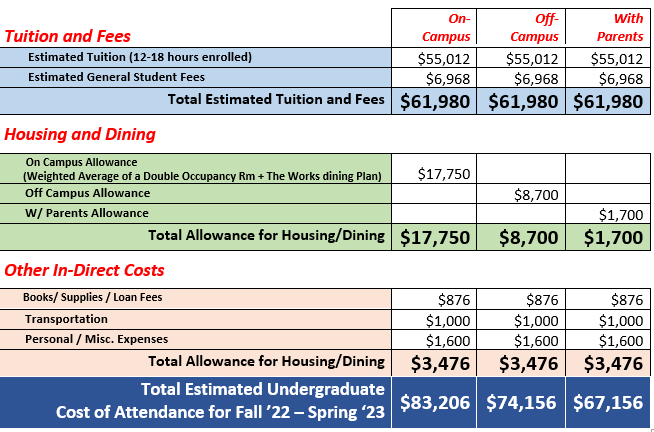 Tuition and Fees On-Campus Off-Campus With Parents
Estimated Tuition (12-18 hours enrolled) $55,012 $55,012 $55,012
Estimated General Student Fees $6,968 $6,968 $6,968
Total Estimated Tuition and Fees $61,980 $61,980 $61,980
Housing and Dining
On Campus Allowance
(Weighted Average of a Double Occupancy Rm + The Works dining Plan) $17,750
Off Campus Allowance $8,700
W/ Parents Allowance $1,700
Total Allowance for Housing/Dining $17,750 $8,700 $1,700
Other In-Direct Costs
Books/ Supplies / Loan Fees $876 $876 $876
Transportation $1,000 $1,000 $1,000
Personal / Misc. Expenses $1,600 $1,600 $1,600
Total Allowance for Housing/Dining $3,476 $3,476 $3,476
Total Estimated Undergraduate
Cost of Attendance for Fall ’22 – Spring ‘23 $83,206 $74,156 $67,156